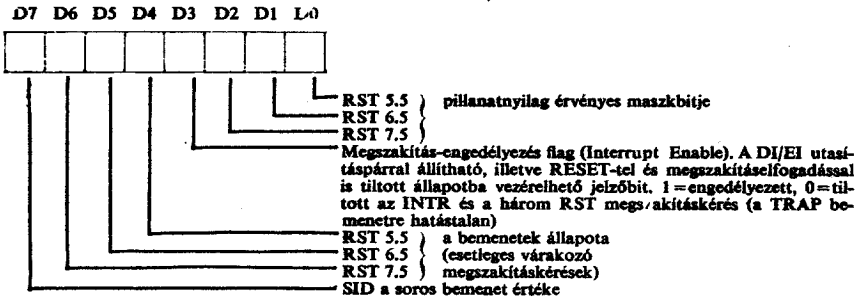 D7 D6 D5 D4 D3 D2 D1 D0
RST 5.5 } pillanatnyilag érvényes maszkbitje
RST 6.5
RST 7.5
Megszakítás-engedélyezés flag (Interrupt Enable). A DI/EI utasí-
táspárral állítható, illetve RESET-tel és megszakításelfogadással
is tiltott állapotba vezérelhető jelzőbit. 1=engedélyezett, 0=til-
tott az INTR és a három RST megszakításkérés (a TRAP be-
menetre hatástalan)
RST 5.5 } a bemenetek állapota
RST 6.5 (esetleges várakozó
RST 7.5 megszakításkérések)
SID a soros bemenet értéke